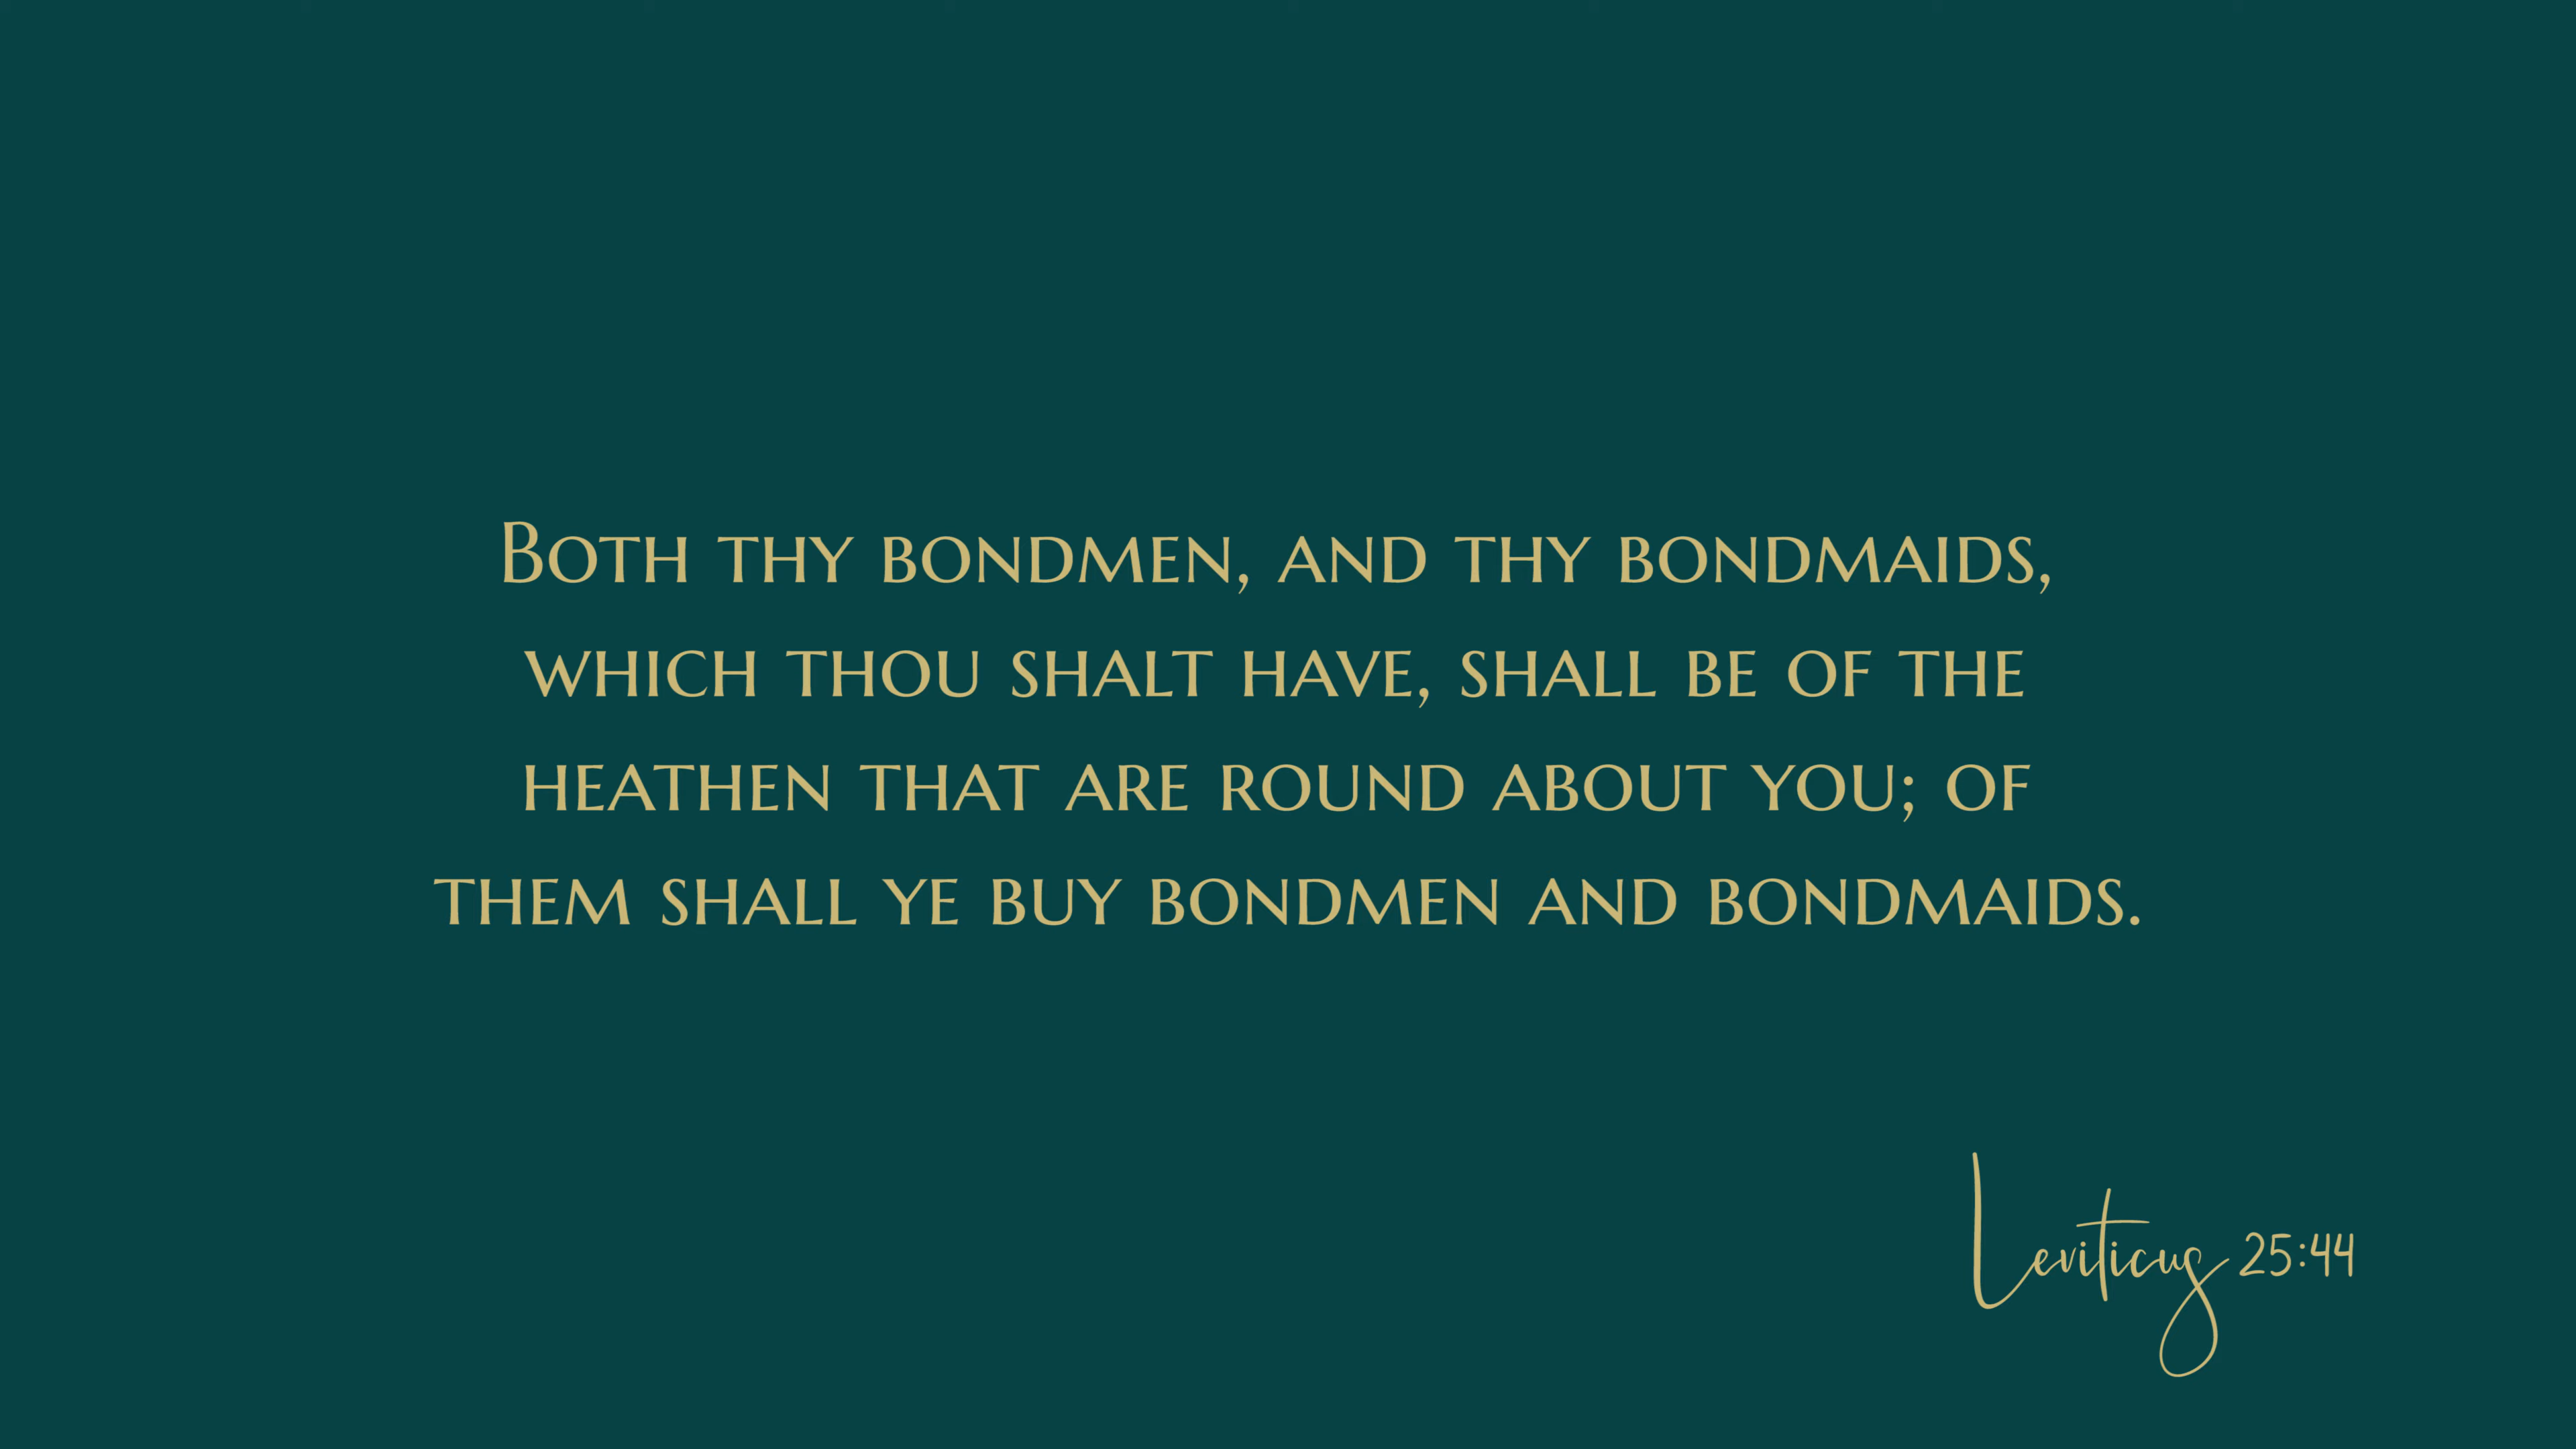 Both thy bondmen, and thy bondmaids,
which thou shalt have, shall be of the
heathen that are round about you; of
them shall ye buy bondmen and bondmaids.
Leviticus 25:44